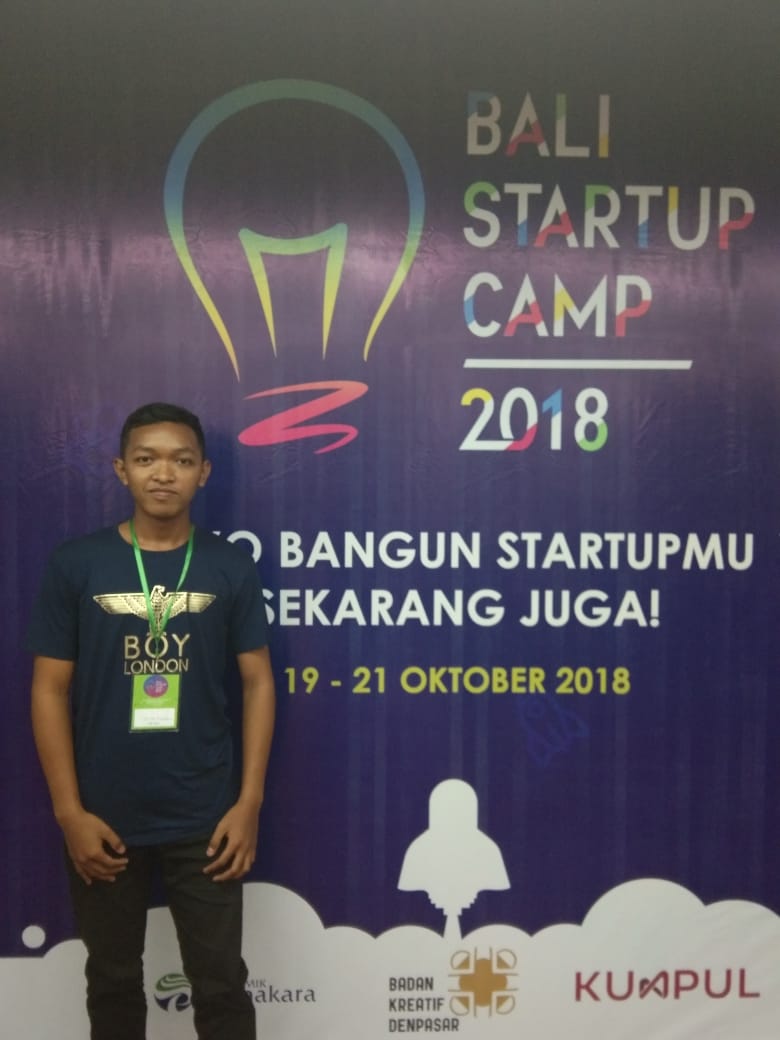 BALI
STARTUP
CAMP
2018
BANGUN STARTUPMU
SEKARANG JUGA!
19 - 21 OKTOBER 2018
BOY
LONDON
BADAN
KREATIF
DENPASAR
KUMPUL